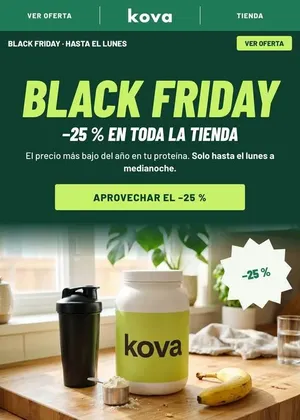 VER OFERTA
kova
TIENDA
BLACK FRIDAY · HASTA EL LUNES
VER OFERTA
BLACK FRIDAY
–25 % EN TODA LA TIENDA
El precio más bajo del año en tu proteína. Solo hasta el lunes a
medianoche.
APROVECHAR EL –25 %
-25 %
kova